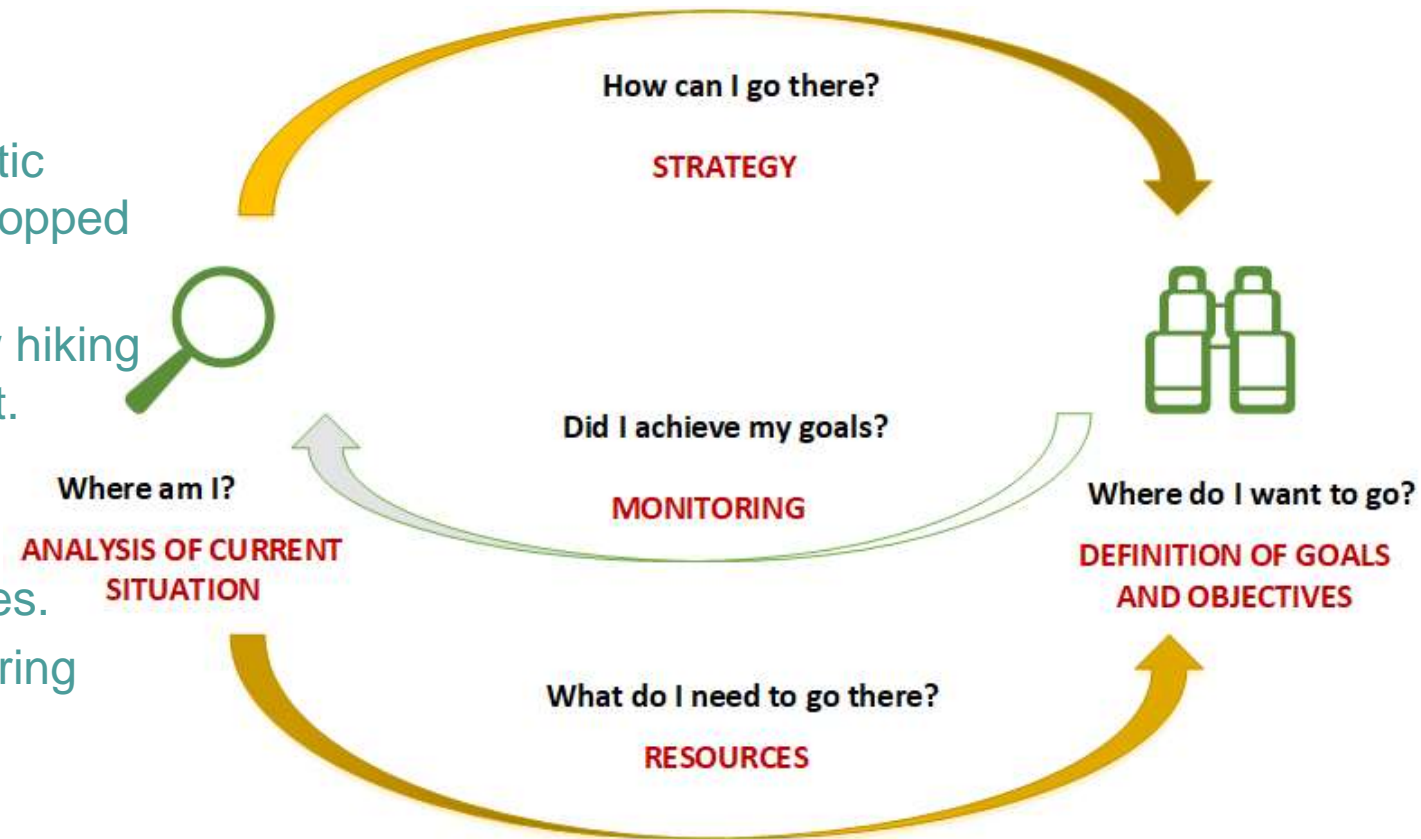 How can I go there?
STRATEGY
tic
opped
hiking
t.
Did I achieve my goals?
MONITORING
Where am I?
ANALYSIS OF CURRENT
SITUATION
Where do I want to go?
DEFINITION OF GOALS
AND OBJECTIVES
es.
ring
What do I need to go there?
RESOURCES